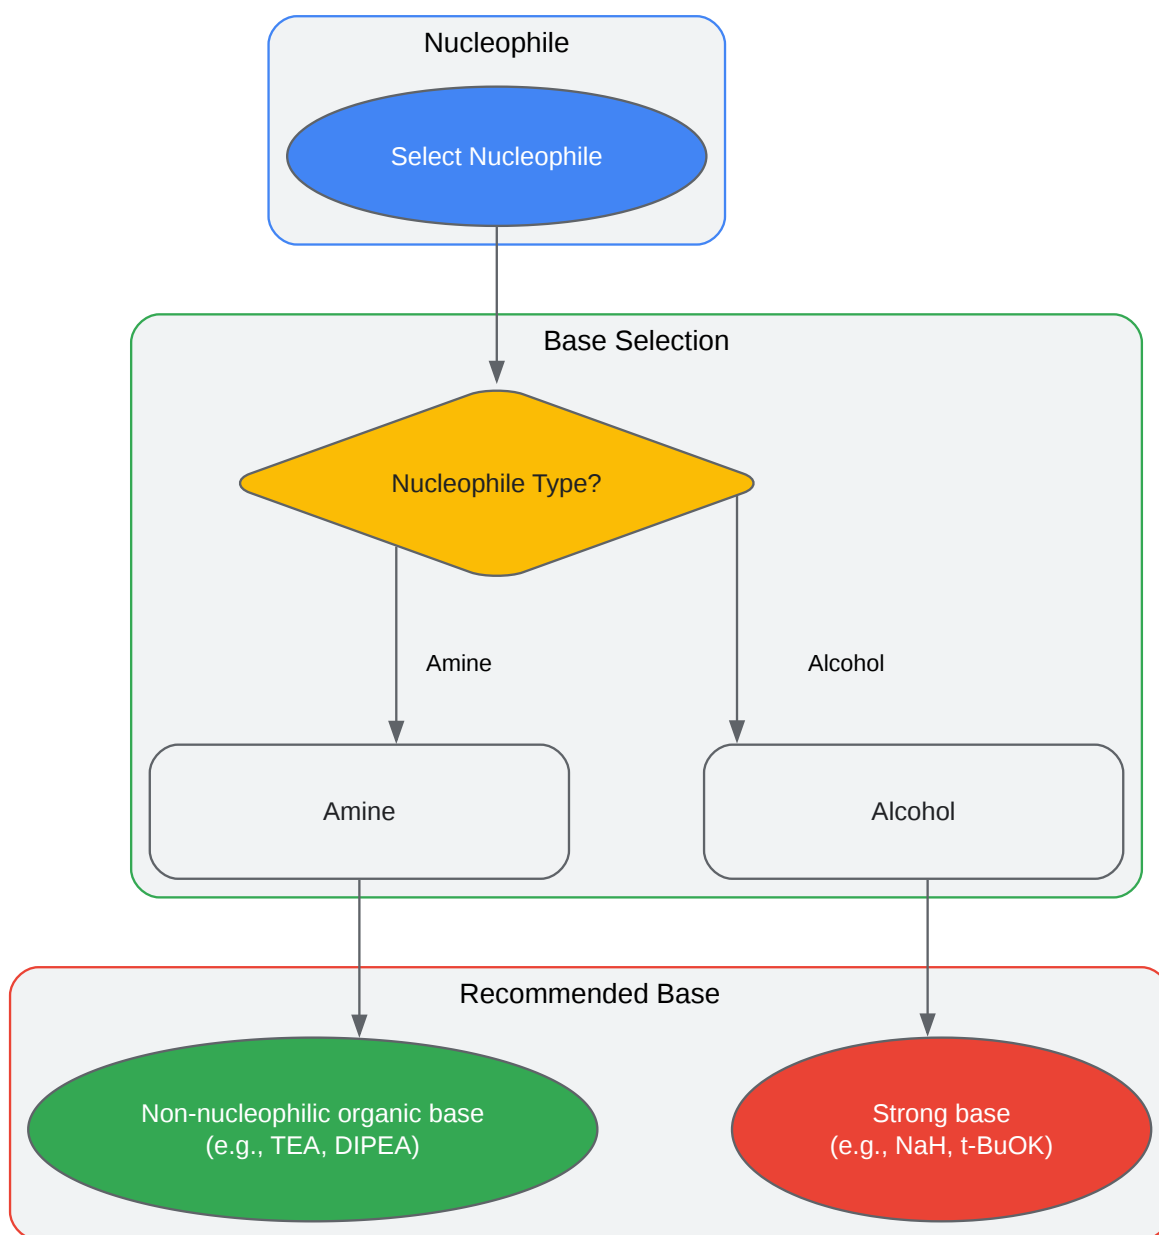 Nucleophile
Select Nucleophile
Base Selection
Nucleophile Type?
Amine
Alcohol
Amine
Alcohol
Recommended Base
Non-nucleophilic organic base
(e.g., TEA, DIPEA)
Strong base
(e.g., NaH, t-BuOK)